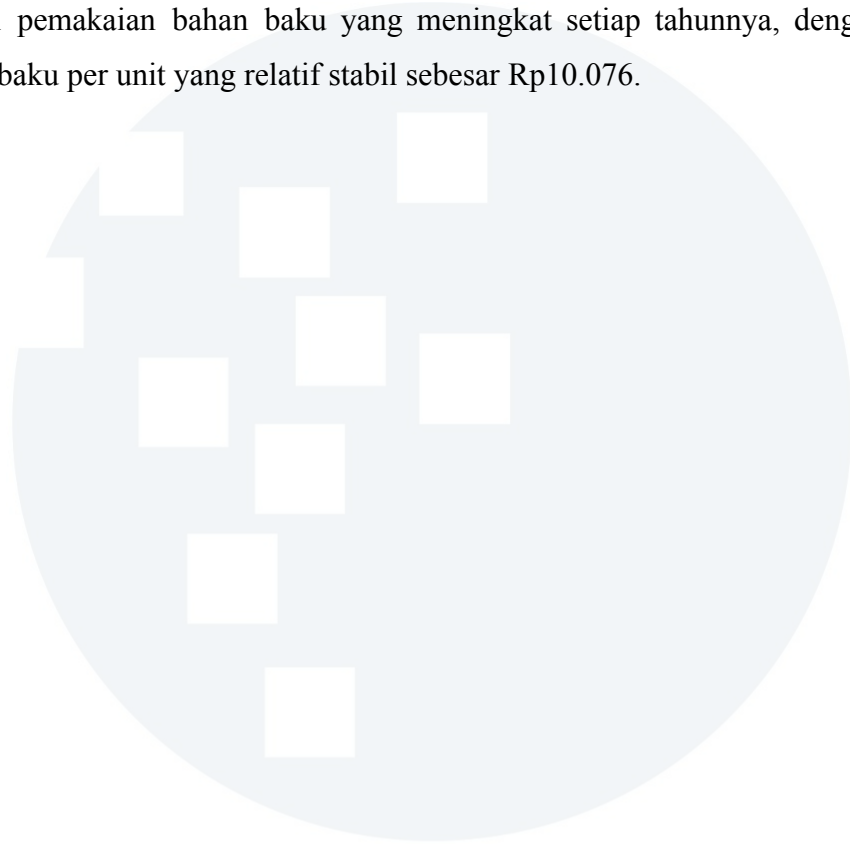 pemakaian bahan baku yang meningkat setiap tahunnya, deng
baku per unit yang relatif stabil sebesar Rp10.076.